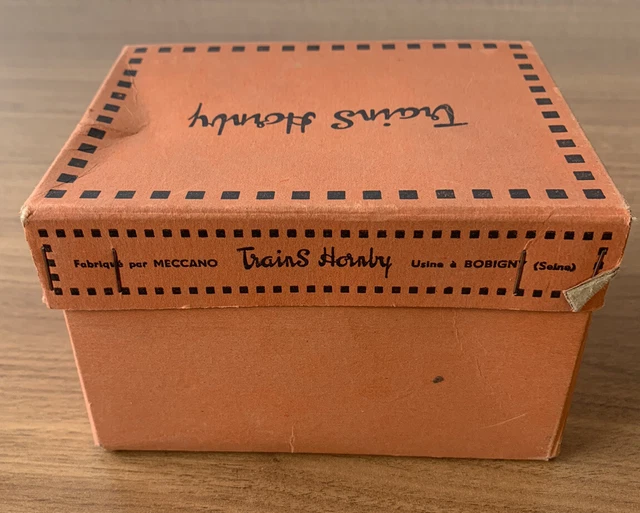 TrainS Hornby
Fabriqué par MECCANO TrainS Hornby Usine à BOBIGNY (Seine)